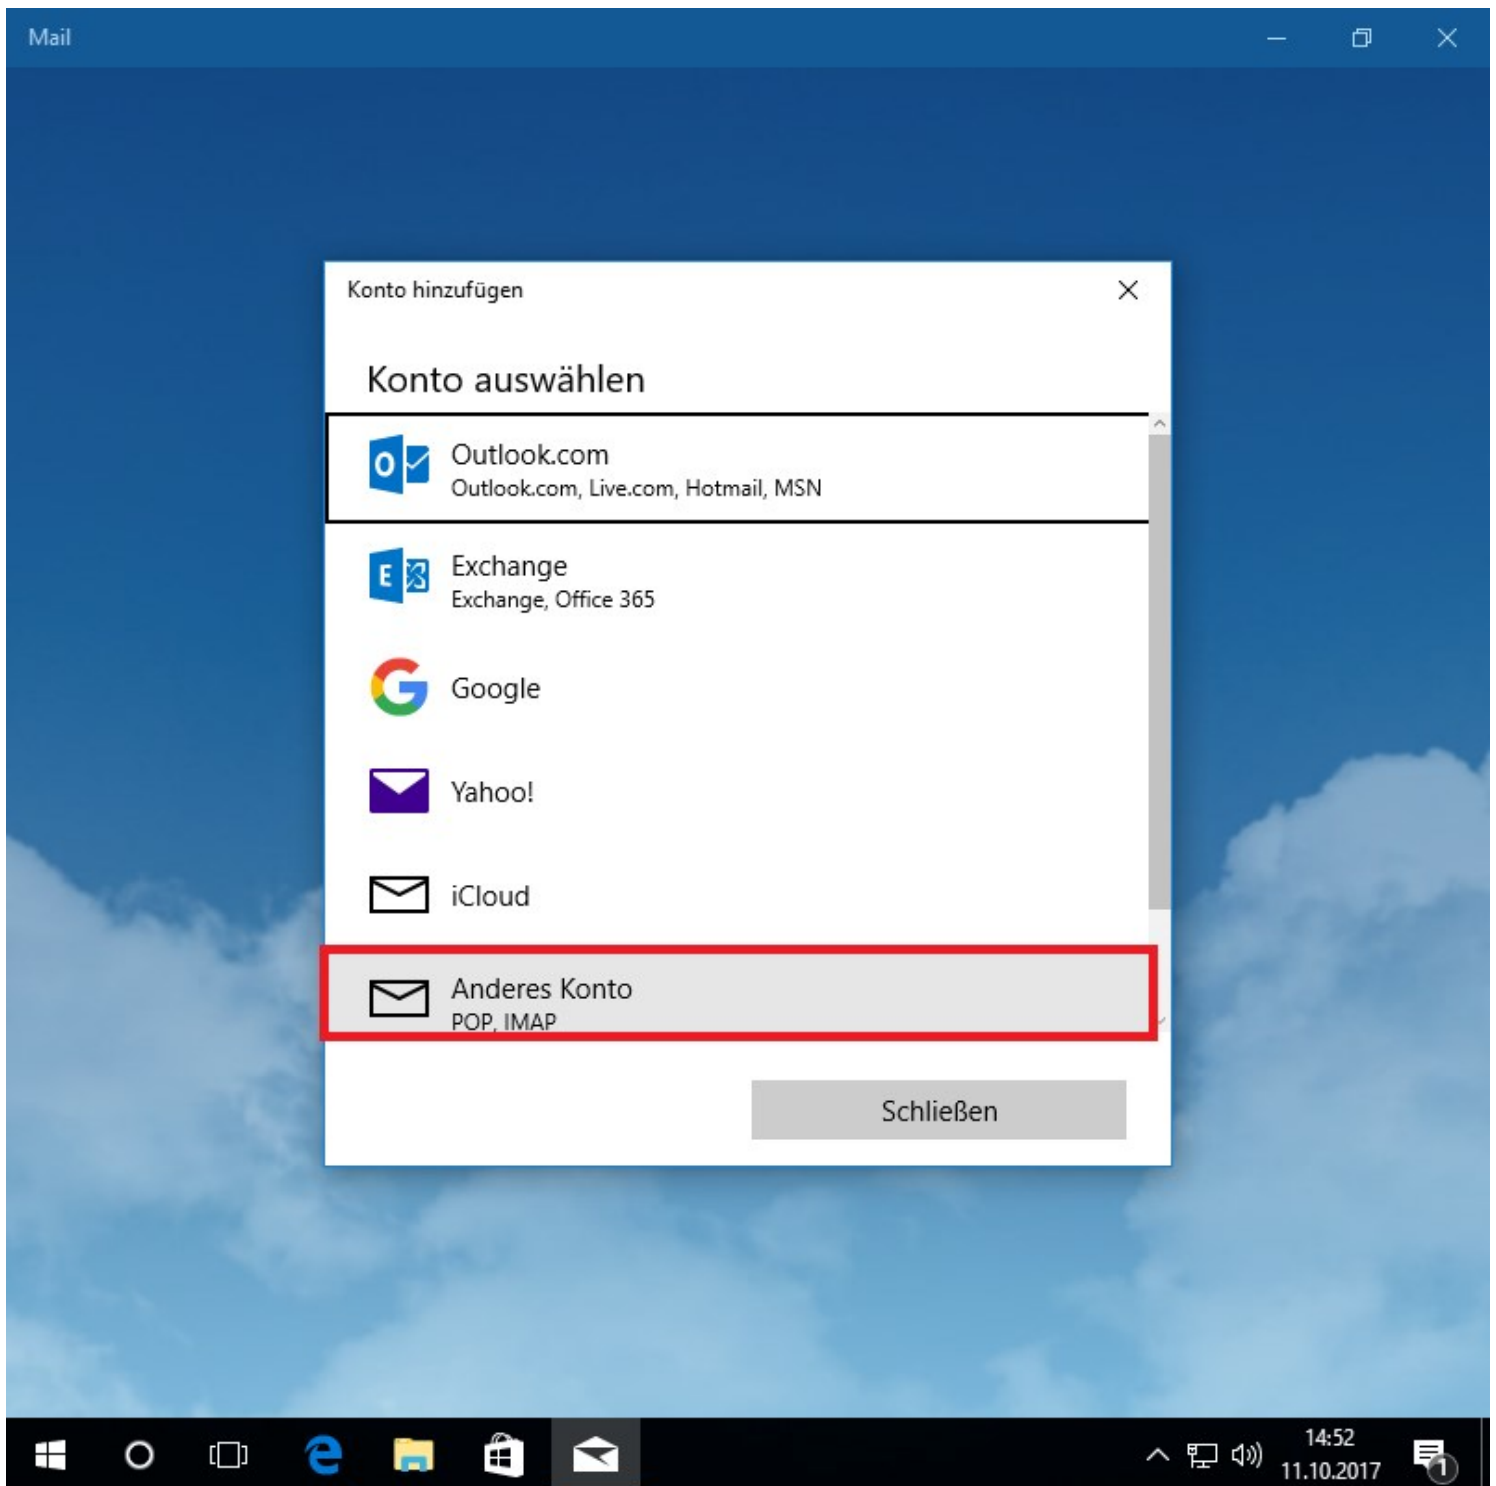 Mail
Konto hinzufügen
Konto auswählen
Outlook.com
Outlook.com, Live.com, Hotmail, MSN
Exchange
Exchange, Office 365
Google
Yahoo!
iCloud
Anderes Konto
POP, IMAP
Schließen
14:52
11.10.2017
1